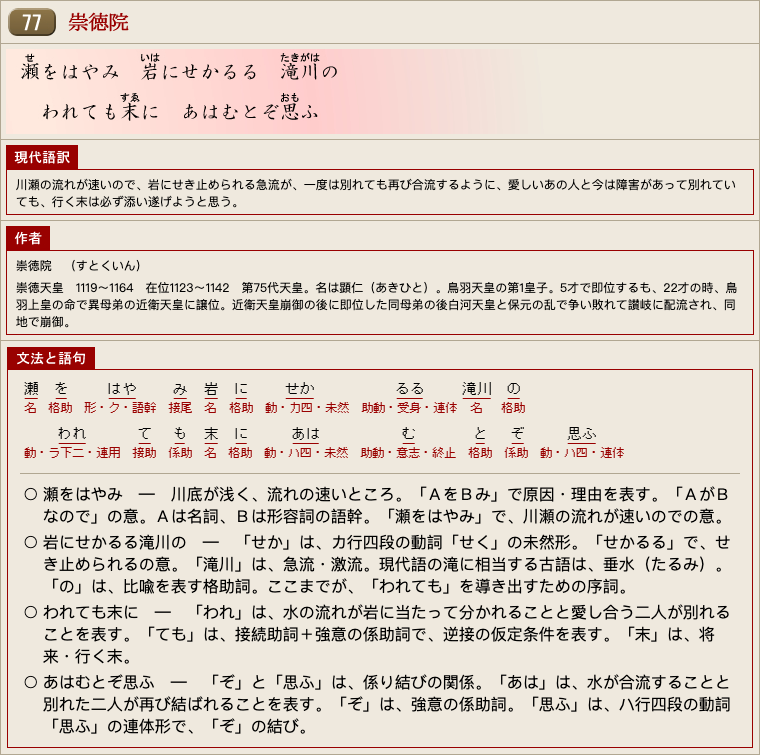 77 崇徳院
瀬をはやみ　岩にせかるる　滝川の
せ　いは　たきがは
われても末に　あはむとぞ思ふ
すゑ　おも
現代語訳
川瀬の流れが速いので、岩にせき止められる急流が、一度は別れても再び合流するように、愛しいあの人と今は障害があって別れてい
ても、行く末は必ず添い遂げようと思う。
作者
崇徳院　（すとくいん）
崇徳天皇　1119～1164　在位1123～1142　第75代天皇。名は顕仁（あきひと）。鳥羽天皇の第1皇子。5才で即位するも、22才の時、鳥
羽上皇の命で異母弟の近衛天皇に譲位。近衛天皇崩御の後に即位した同母弟の後白河天皇と保元の乱で争い敗れて讃岐に配流され、同
地で崩御。
文法と語句
瀬　を　はや　み　岩　に　せか　るる　滝川　の
名　格助　形・ク・語幹　接尾　名　格助　動・カ四・未然　助動・受身・連体　名　格助
われ　て　も　末　に　あは　む　と　ぞ　思ふ
動・ラ下二・連用　接助　係助　名　格助　動・ハ四・未然　助動・意志・終止　格助　係助　動・ハ四・連体
○ 瀬をはやみ　―　川底が浅く、流れの速いところ。「ＡをＢみ」で原因・理由を表す。「ＡがＢ
なので」の意。Ａは名詞、Ｂは形容詞の語幹。「瀬をはやみ」で、川瀬の流れが速いのでの意。
○ 岩にせかるる滝川の　―　「せか」は、カ行四段の動詞「せく」の未然形。「せかるる」で、せ
き止められるの意。「滝川」は、急流・激流。現代語の滝に相当する古語は、垂水（たるみ）。
「の」は、比喩を表す格助詞。ここまでが、「われても」を導き出すための序詞。
○ われても末に　―　「われ」は、水の流れが岩に当たって分かれることと愛し合う二人が別れる
ことを表す。「ても」は、接続助詞＋強意の係助詞で、逆接の仮定条件を表す。「末」は、将
来・行く末。
○ あはむとぞ思ふ　―　「ぞ」と「思ふ」は、係り結びの関係。「あは」は、水が合流することと
別れた二人が再び結ばれることを表す。「ぞ」は、強意の係助詞。「思ふ」は、ハ行四段の動詞
「思ふ」の連体形で、「ぞ」の結び。